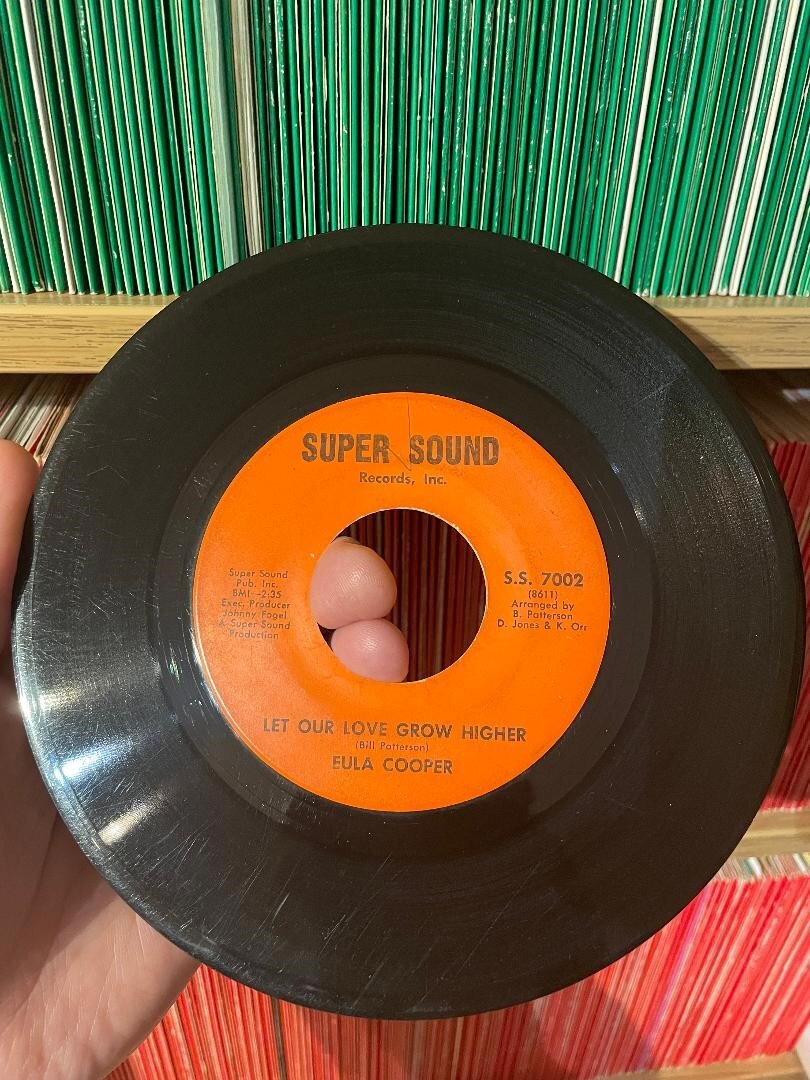 SUPER SOUND
Records, Inc.
Super Sound
Pub. Inc.
BMI—2:35
Exec. Producer
Johnny Fogel
A Super Sound
Production
S.S. 7002
(8611)
Arranged by
B. Patterson
D. Jones & K. Orr
LET OUR LOVE GROW HIGHER
(Bill Patterson)
EULA COOPER